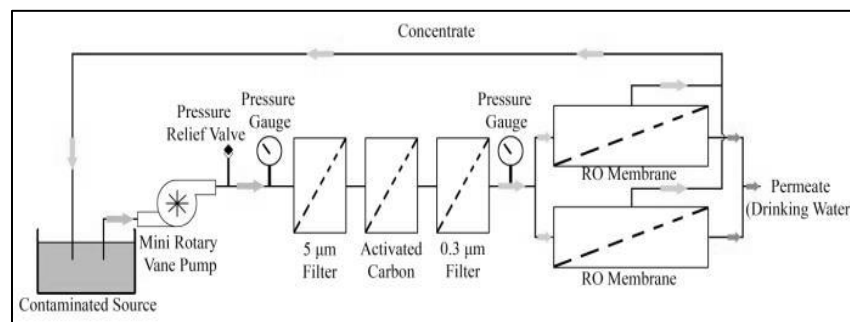 Concentrate
Pressure
Relief Valve
Pressure
Gauge
Pressure
Gauge
RO Membrane
Permeate
(Drinking Water
RO Membrane
Mini Rotary
Vane Pump
5 μm
Filter
Activated
Carbon
0.3 μm
Filter
Contaminated Source